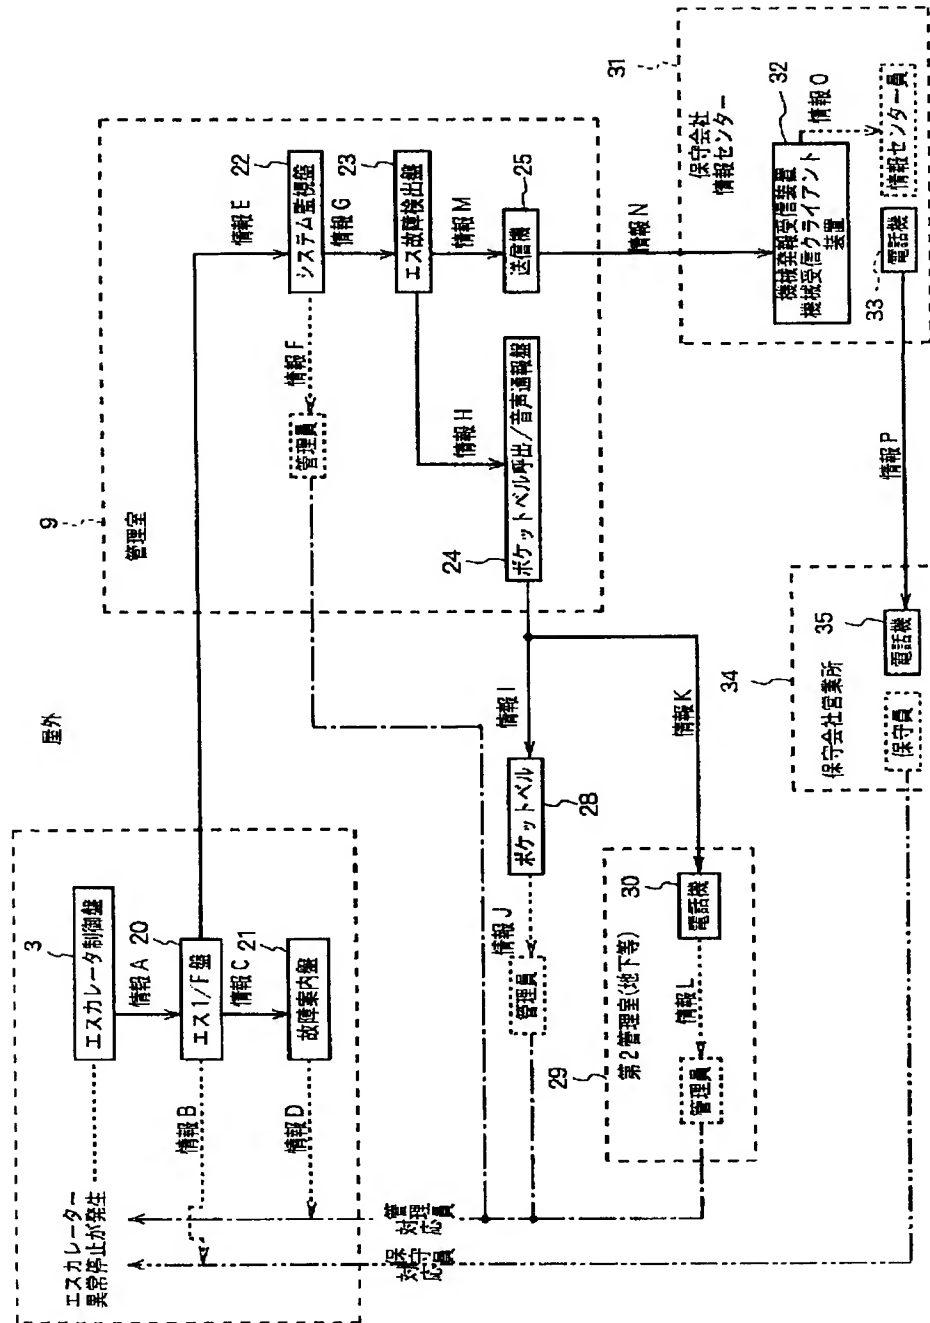 屋外
エスカレーター
異常停止が発生
3
エスカレータ制御盤
情報A
20
エスI/F盤
情報B
情報C
21
故障案内盤
情報D
管理員
対応
保守員
対応
9
管理室
情報E
22
システム監視盤
情報F
管理員
情報G
23
エス故障検出盤
情報H
情報M
24
ポケットベル呼出/音声通報盤
25
送信機
情報N
情報I
ポケットベル
28
情報J
管理員
情報K
29
第2管理室(地下等)
30
電話機
情報L
管理員
31
保守会社
情報センター
32
機械発報受信装置
機械受信クライアント
装置
情報O
情報センター員
33
電話機
情報P
34
保守会社営業所
35
電話機
保守員